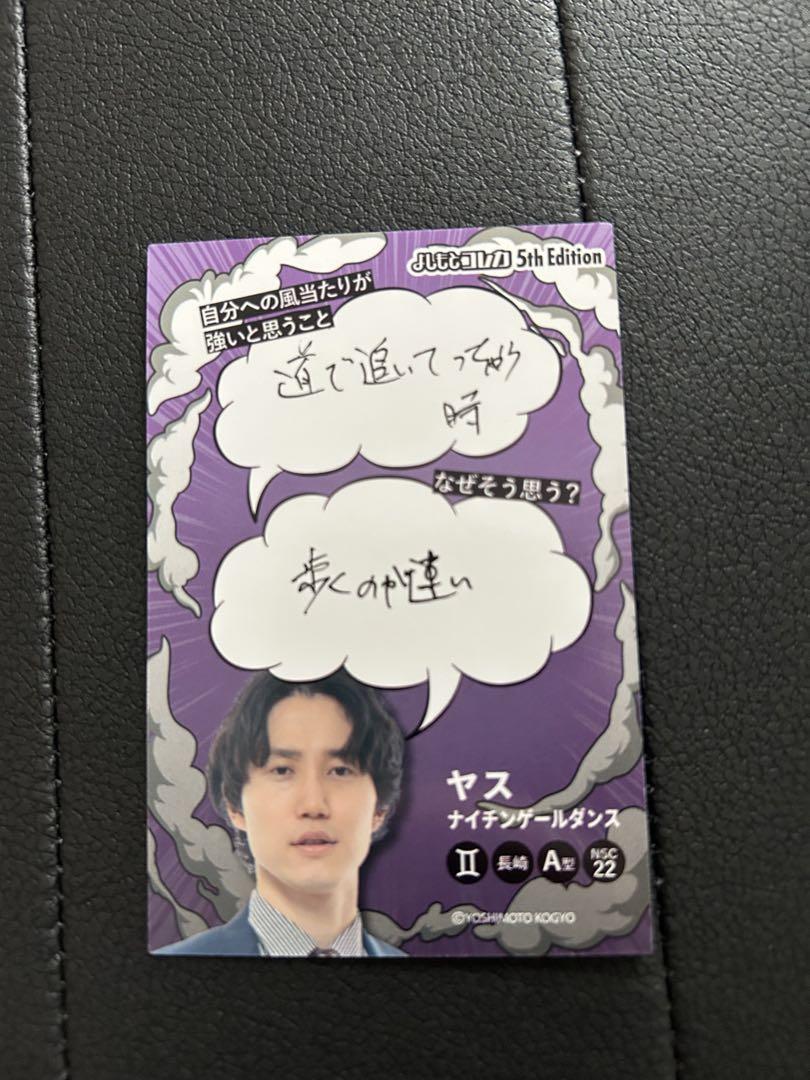 よしもとコレカ 5th Edition
自分への風当たりが
強いと思うこと
道で追いてっちゃう
時
なぜそう思う?
歩くのが速い
ヤス
ナイチンゲールダンス
♊ 長崎 A型 NSC 22
©YOSHIMOTO KOGYO